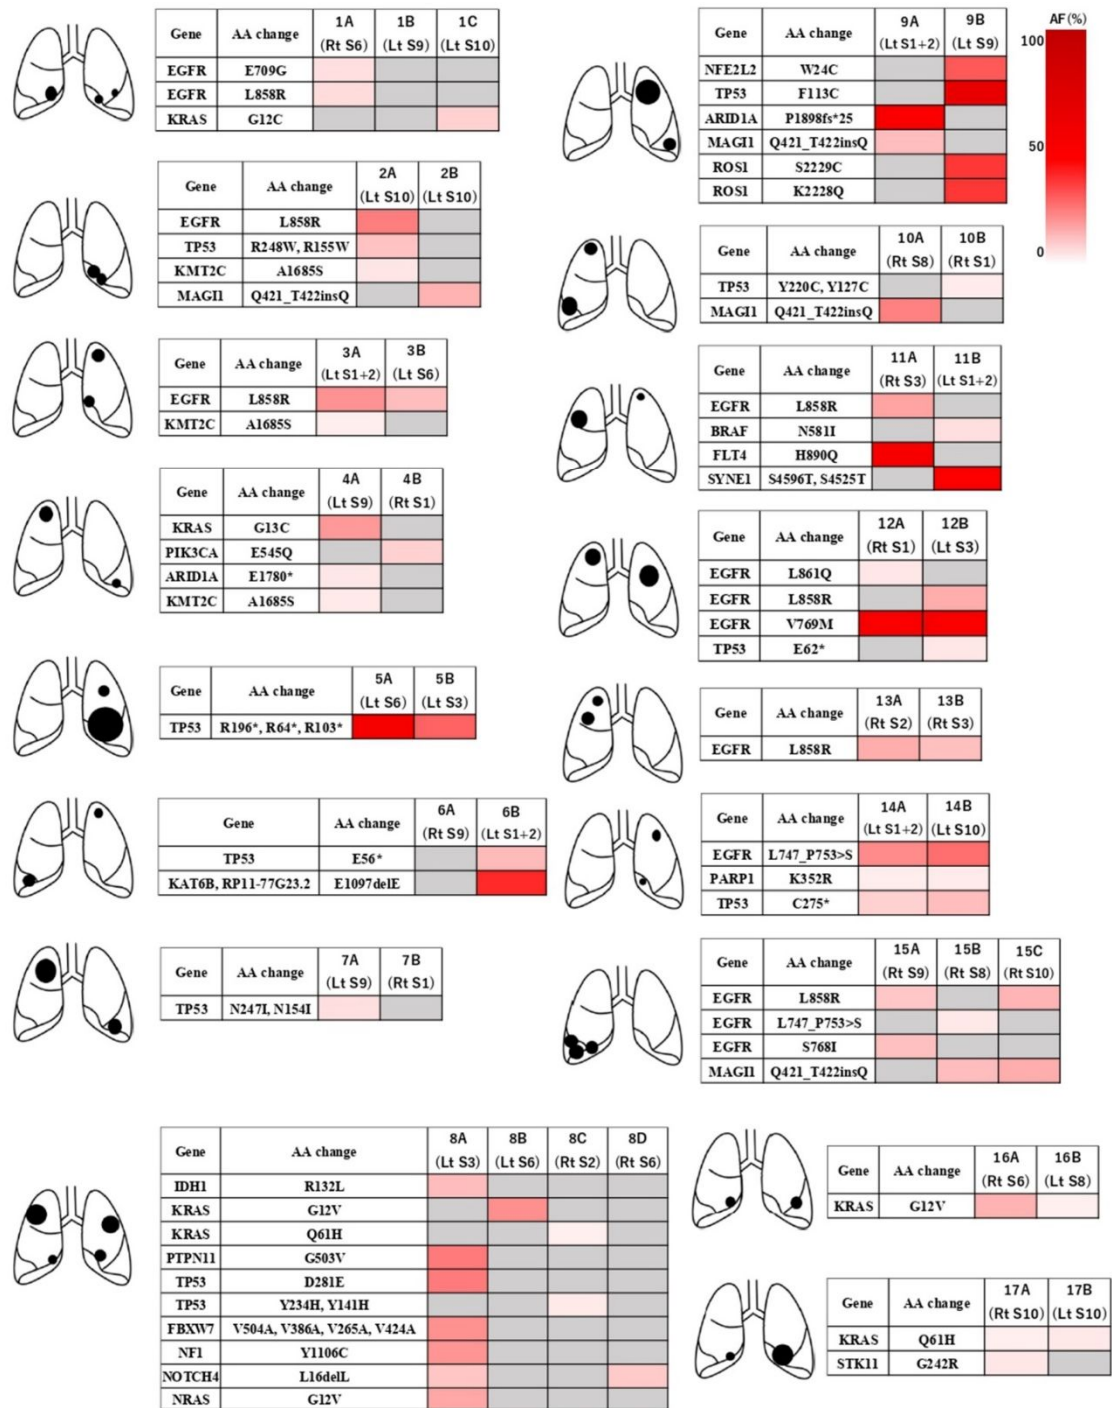 Gene AA change 1A (Rt S6) 1B (Lt S9) 1C (Lt S10)
EGFR E709G
EGFR L858R
KRAS G12C
Gene AA change 2A (Lt S10) 2B (Lt S10)
EGFR L858R
TP53 R248W, R155W
KMT2C A1685S
MAGI1 Q421_T422insQ
Gene AA change 3A (Lt S1+2) 3B (Lt S6)
EGFR L858R
KMT2C A1685S
Gene AA change 4A (Lt S9) 4B (Rt S1)
KRAS G13C
PIK3CA E545Q
ARID1A E1780*
KMT2C A1685S
Gene AA change 5A (Lt S6) 5B (Lt S3)
TP53 R196*, R64*, R103*
Gene AA change 6A (Rt S9) 6B (Lt S1+2)
TP53 E56*
KAT6B, RP11-77G23.2 E1097delE
Gene AA change 7A (Lt S9) 7B (Rt S1)
TP53 N247I, N154I
Gene AA change 8A (Lt S3) 8B (Lt S6) 8C (Rt S2) 8D (Rt S6)
IDH1 R132L
KRAS G12V
KRAS Q61H
PTPN11 G503V
TP53 D281E
TP53 Y234H, Y141H
FBXW7 V504A, V386A, V265A, V424A
NF1 Y1106C
NOTCH4 L16delL
NRAS G12V
Gene AA change 9A (Lt S1+2) 9B (Lt S9)
NFE2L2 W24C
TP53 F113C
ARID1A P1898fs*25
MAGI1 Q421_T422insQ
ROS1 S2229C
ROS1 K2228Q
AF(%)
100
50
0
Gene AA change 10A (Rt S8) 10B (Rt S1)
TP53 Y220C, Y127C
MAGI1 Q421_T422insQ
Gene AA change 11A (Rt S3) 11B (Lt S1+2)
EGFR L858R
BRAF N581I
FLT4 H890Q
SYNE1 S4596T, S4525T
Gene AA change 12A (Rt S1) 12B (Lt S3)
EGFR L861Q
EGFR L858R
EGFR V769M
TP53 E62*
Gene AA change 13A (Rt S2) 13B (Rt S3)
EGFR L858R
Gene AA change 14A (Lt S1+2) 14B (Lt S10)
EGFR L747_P753>S
PARP1 K352R
TP53 C275*
Gene AA change 15A (Rt S9) 15B (Rt S8) 15C (Rt S10)
EGFR L858R
EGFR L747_P753>S
EGFR S768I
MAGI1 Q421_T422insQ
Gene AA change 16A (Rt S6) 16B (Lt S8)
KRAS G12V
Gene AA change 17A (Rt S10) 17B (Lt S10)
KRAS Q61H
STK11 G242R